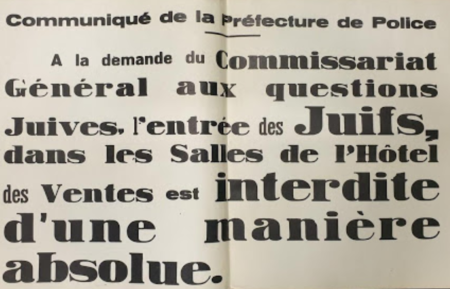 Communiqué de la Préfecture de Police
A la demande du Commissariat
Général aux questions
Juives, l'entrée des Juifs,
dans les Salles de l'Hôtel
des Ventes est interdite
d'une manière
absolue.